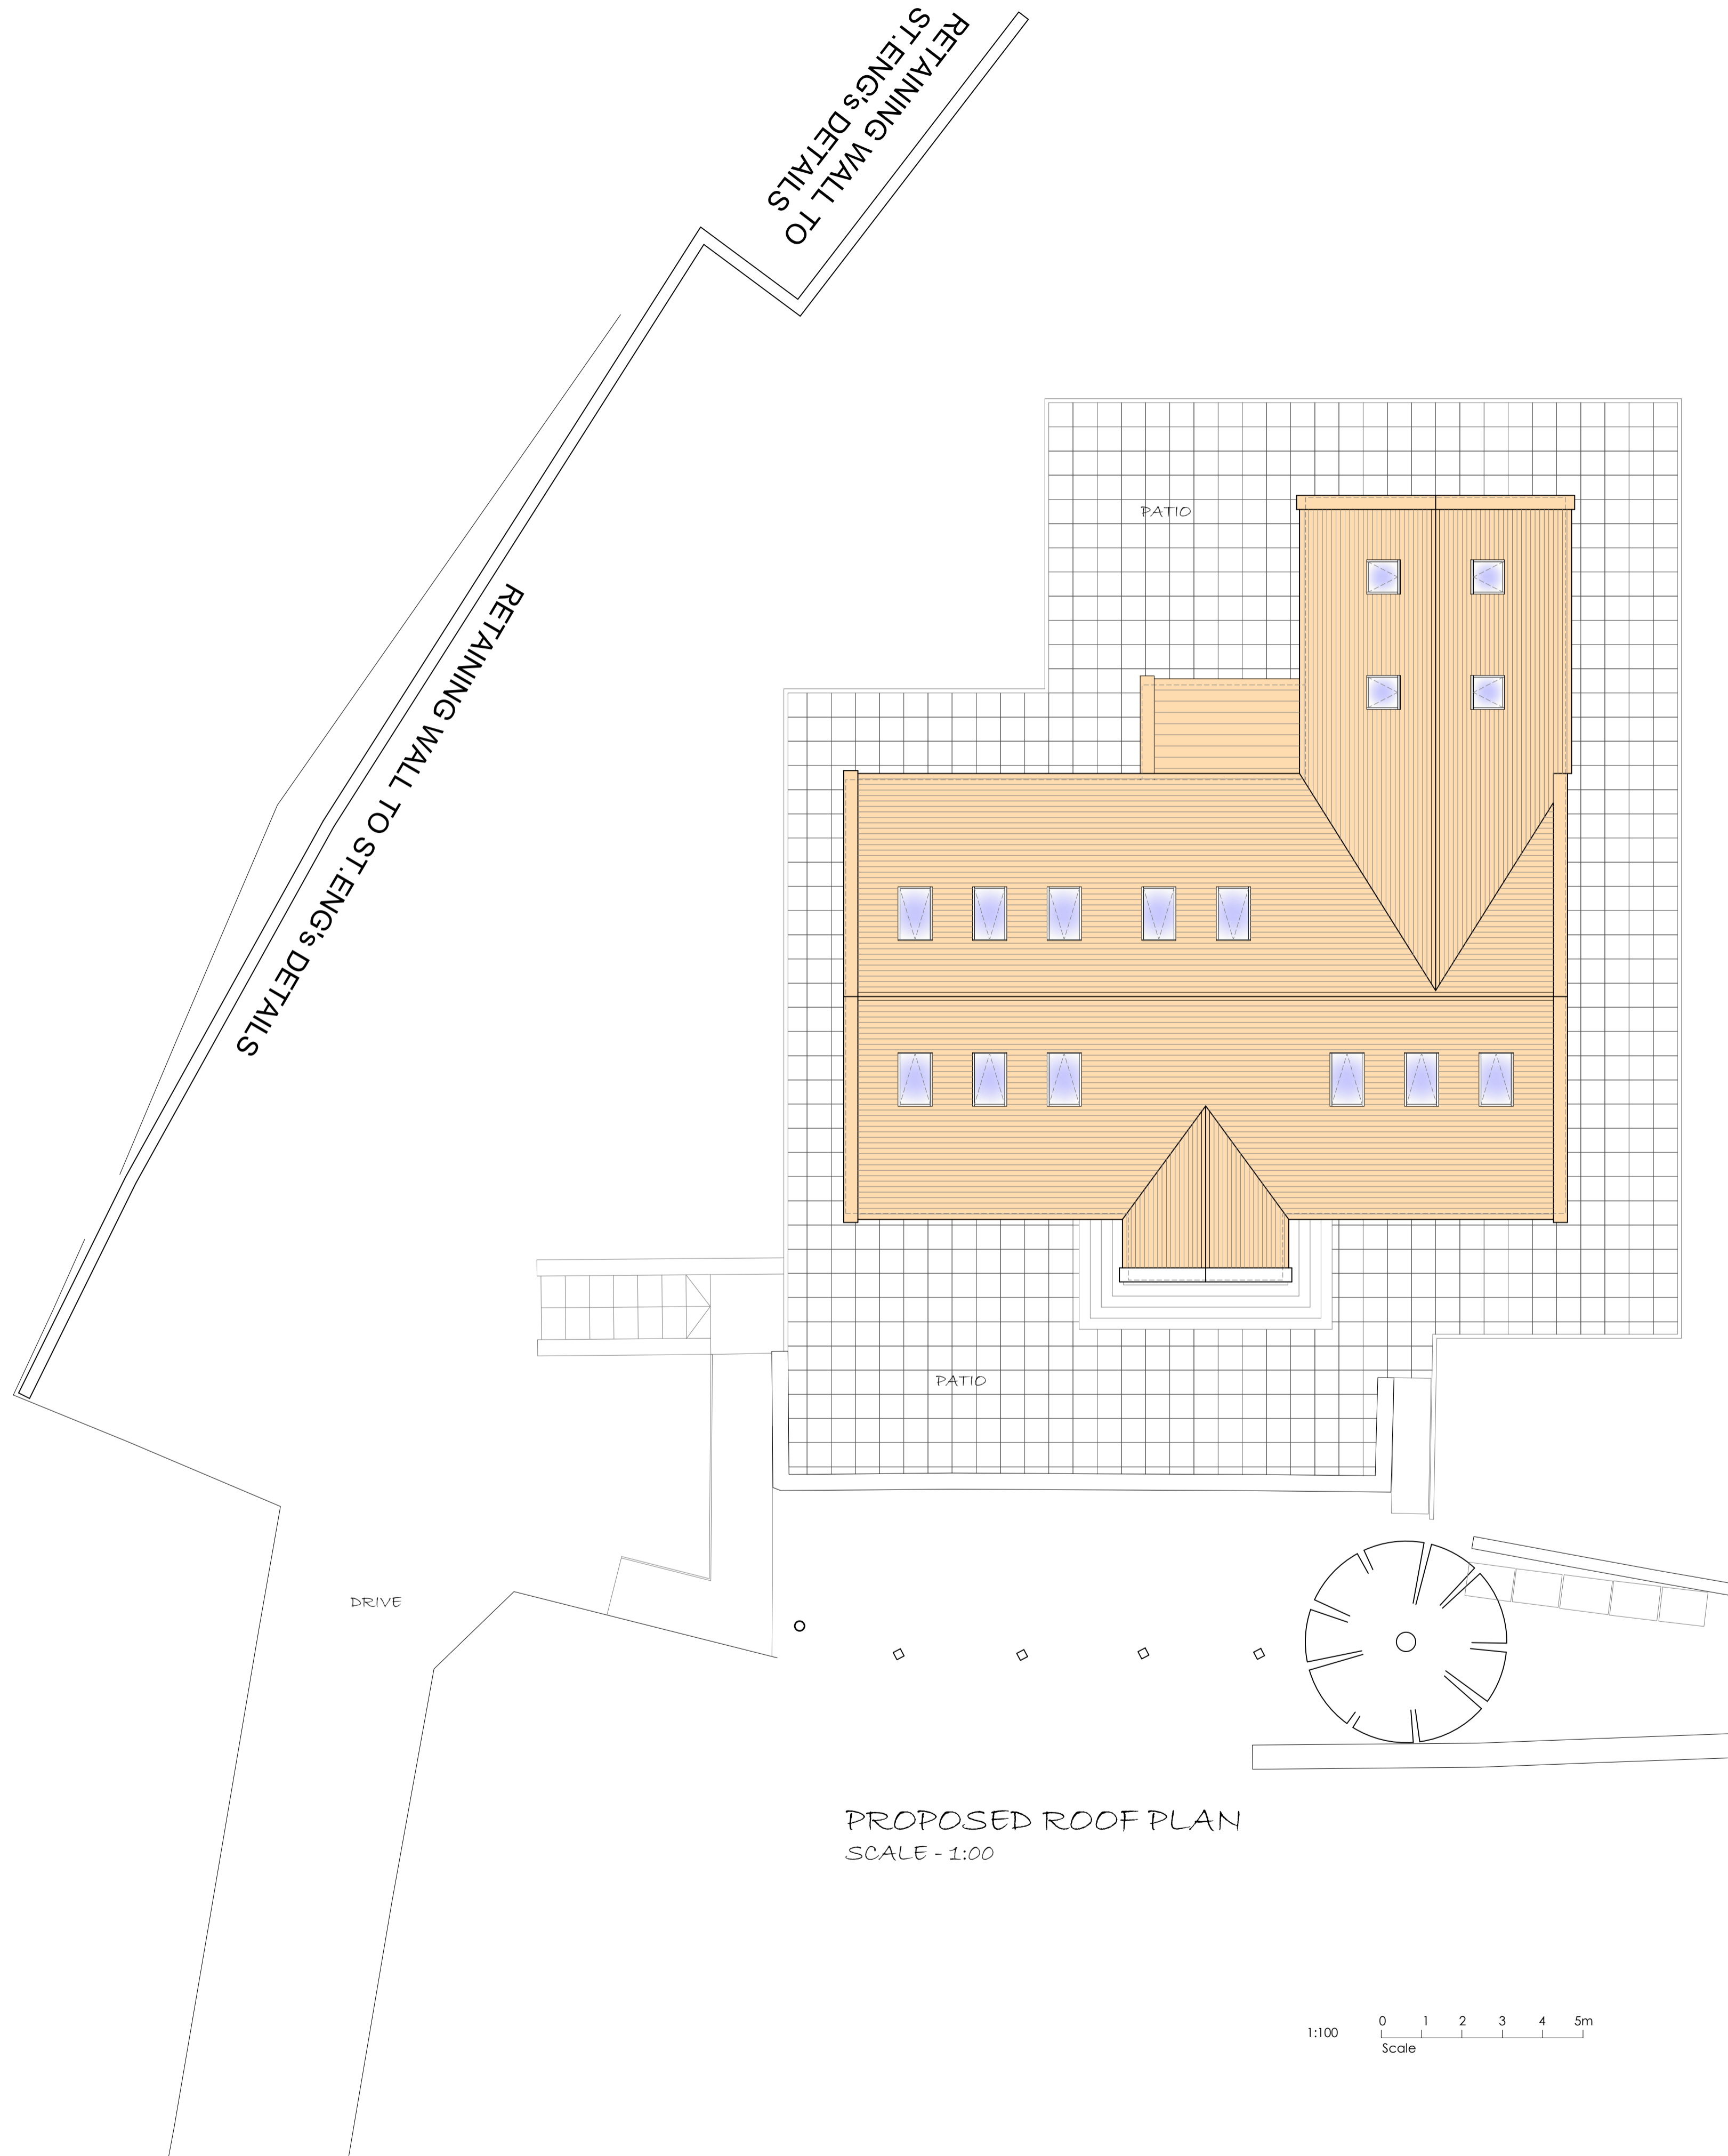 RETAINING WALL TO
ST.ENG's DETAILS
RETAINING WALL TO ST.ENG's DETAILS
PATIO
PATIO
DRIVE
PROPOSED ROOF PLAN
SCALE - 1:00
1:100
0 1 2 3 4 5m
Scale